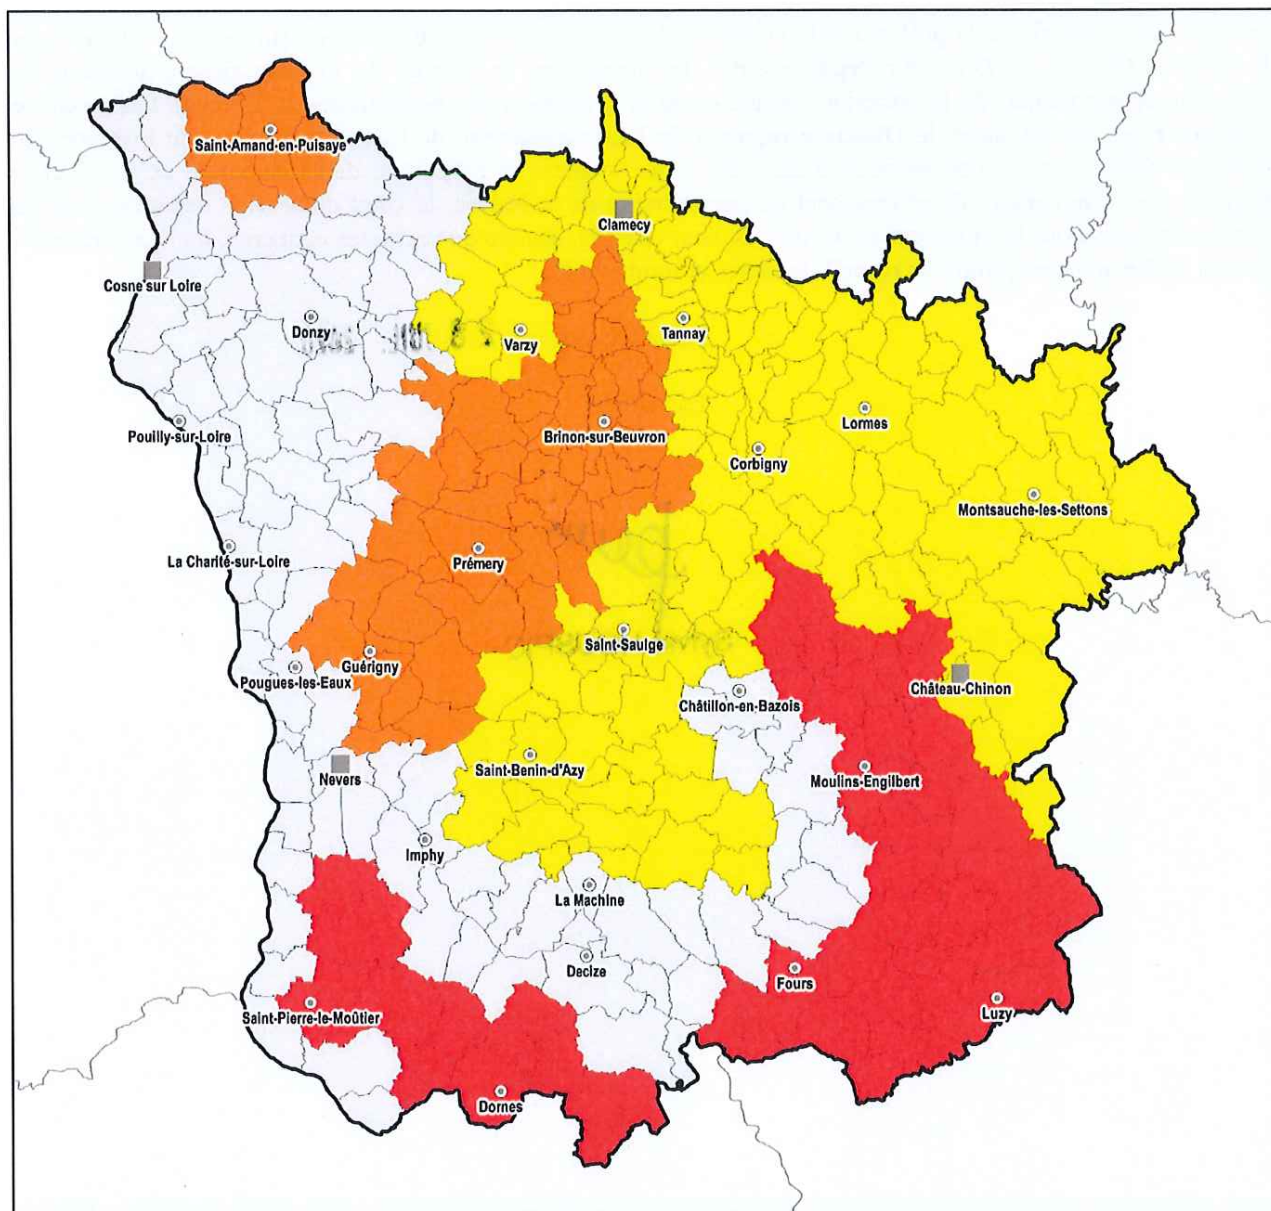 Saint-Amand-en-Puisaye
Clamecy
Cosne sur Loire
Donzy
Varzy
Tannay
Pouilly-sur-Loire
Brinon-sur-Beuvron
Lormes
Corbigny
Montsauche-les-Settons
La Charité-sur-Loire
Prémery
Saint-Saulge
Guérigny
Pougues-les-Eaux
Château-Chinon
Châtillon-en-Bazois
Saint-Benin-d'Azy
Nevers
Moulins-Engilbert
Imphy
La Machine
Decize
Fours
Saint-Pierre-le-Moûtier
Luzy
Dornes